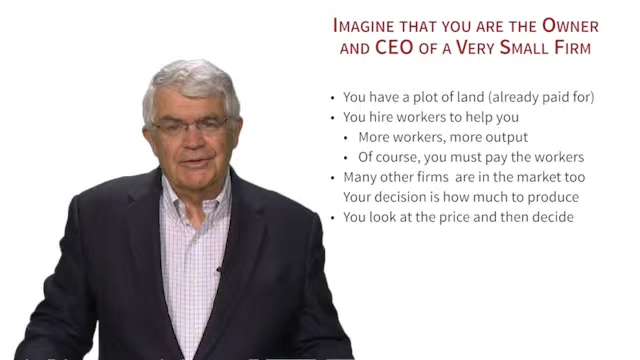 Imagine that you are the Owner
and CEO of a Very Small Firm
• You have a plot of land (already paid for)
• You hire workers to help you
• More workers, more output
• Of course, you must pay the workers
• Many other firms are in the market too
Your decision is how much to produce
• You look at the price and then decide